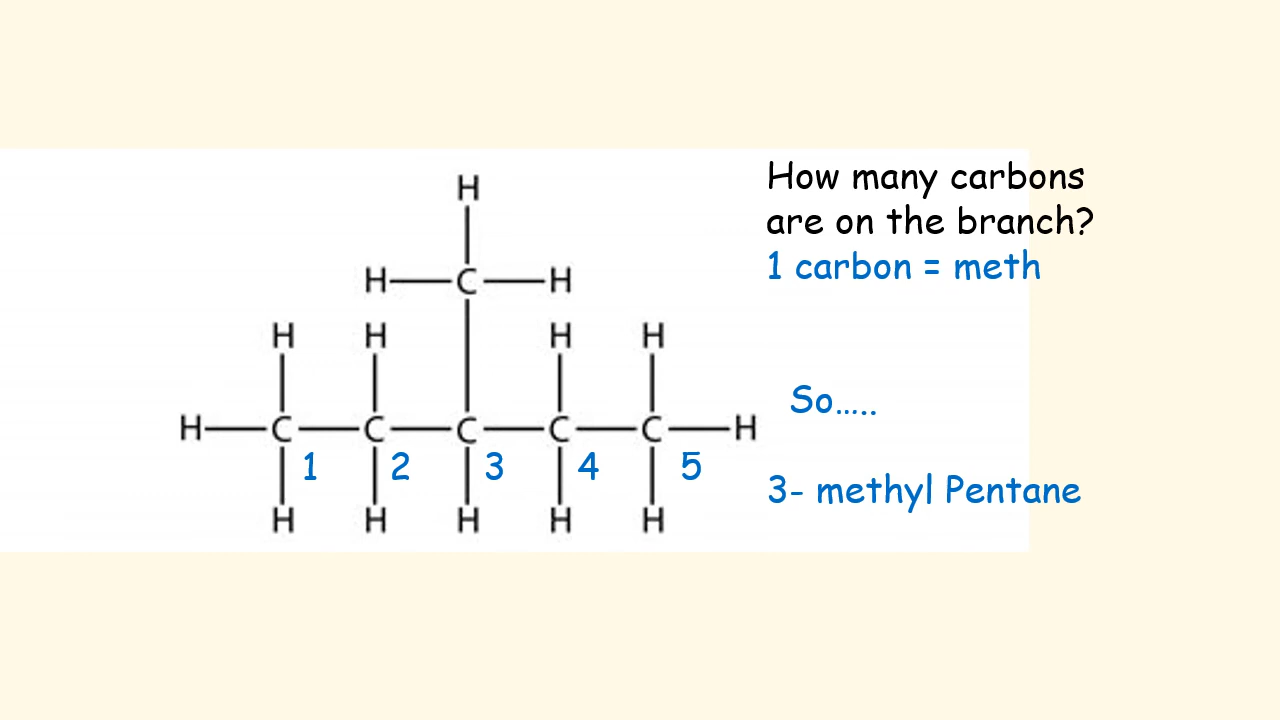 How many carbons
are on the branch?
1 carbon = meth
H
H C H
H H H H
H C C C C C H
1 2 3 4 5
H H H H H
So.....
3- methyl Pentane